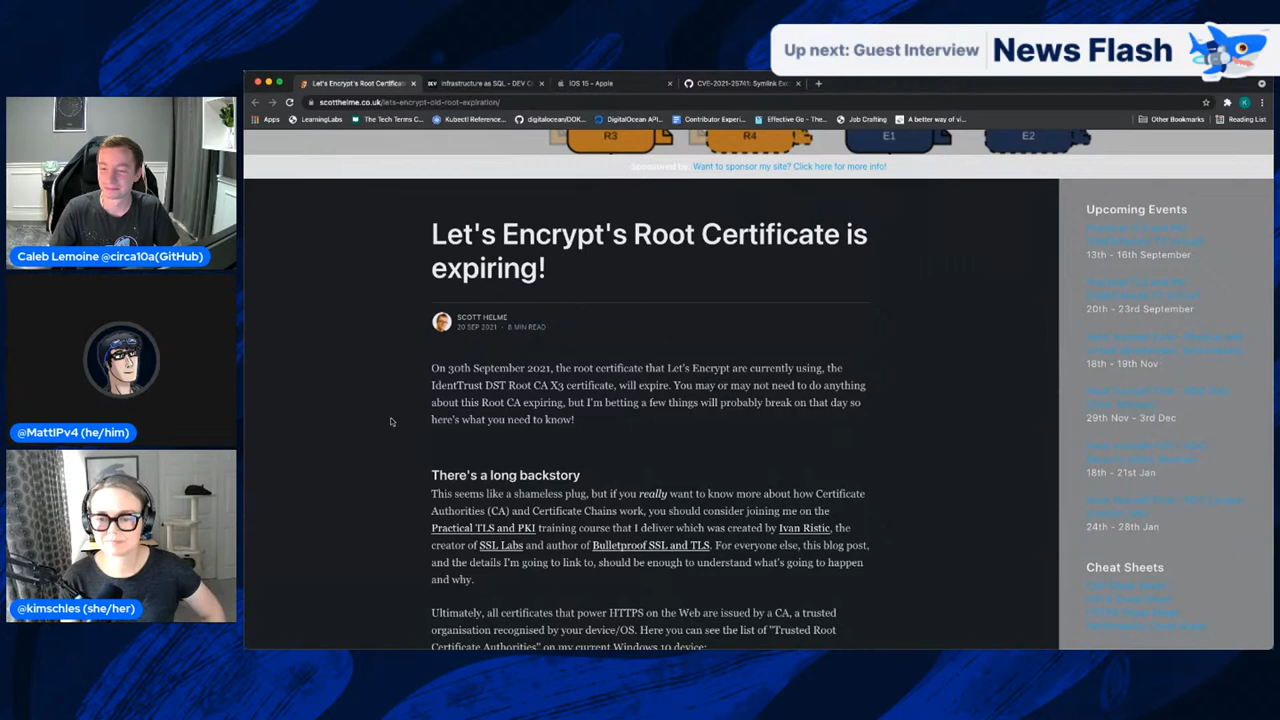 Up next: Guest Interview
News Flash
Let's Encrypt's Root Certificate
Infrastructure as SQL - DEV C
iOS 15 - Apple
CVE-2021-25741: Symlink Ex
scotthelme.co.uk/lets-encrypt-old-root-expiration/
Apps
LearningLabs
The Tech Terms C...
Kubectl Reference...
digitalocean/DOK...
DigitalOcean API...
Contributor Experi...
Effective Go - The...
Job Crafting
A better way of vi...
Other Bookmarks
Reading List
R3
R4
E1
E2
Sponsored by: Want to sponsor my site? Click here for more info!
Let's Encrypt's Root Certificate is
expiring!
SCOTT HELME
20 SEP 2021 • 8 MIN READ
On 30th September 2021, the root certificate that Let's Encrypt are currently using, the
IdenTrust DST Root CA X3 certificate, will expire. You may or may not need to do anything
about this Root CA expiring, but I'm betting a few things will probably break on that day so
here's what you need to know!
There's a long backstory
This seems like a shameless plug, but if you really want to know more about how Certificate
Authorities (CA) and Certificate Chains work, you should consider joining me on the
Practical TLS and PKI training course that I deliver which was created by Ivan Ristic, the
creator of SSL Labs and author of Bulletproof SSL and TLS. For everyone else, this blog post,
and the details I'm going to link to, should be enough to understand what's going to happen
and why.
Ultimately, all certificates that power HTTPS on the Web are issued by a CA, a trusted
organisation recognised by your device/OS. Here you can see the list of "Trusted Root
Certificate Authorities" on my current Windows 10 device:
Upcoming Events
13th - 16th September
20th - 23rd September
18th - 19th Nov
29th Nov - 3rd Dec
18th - 21st Jan
24th - 28th Jan
Cheat Sheets
Caleb Lemoine @circa10a(GitHub)
@MattIPv4 (he/him)
@kimschles (she/her)